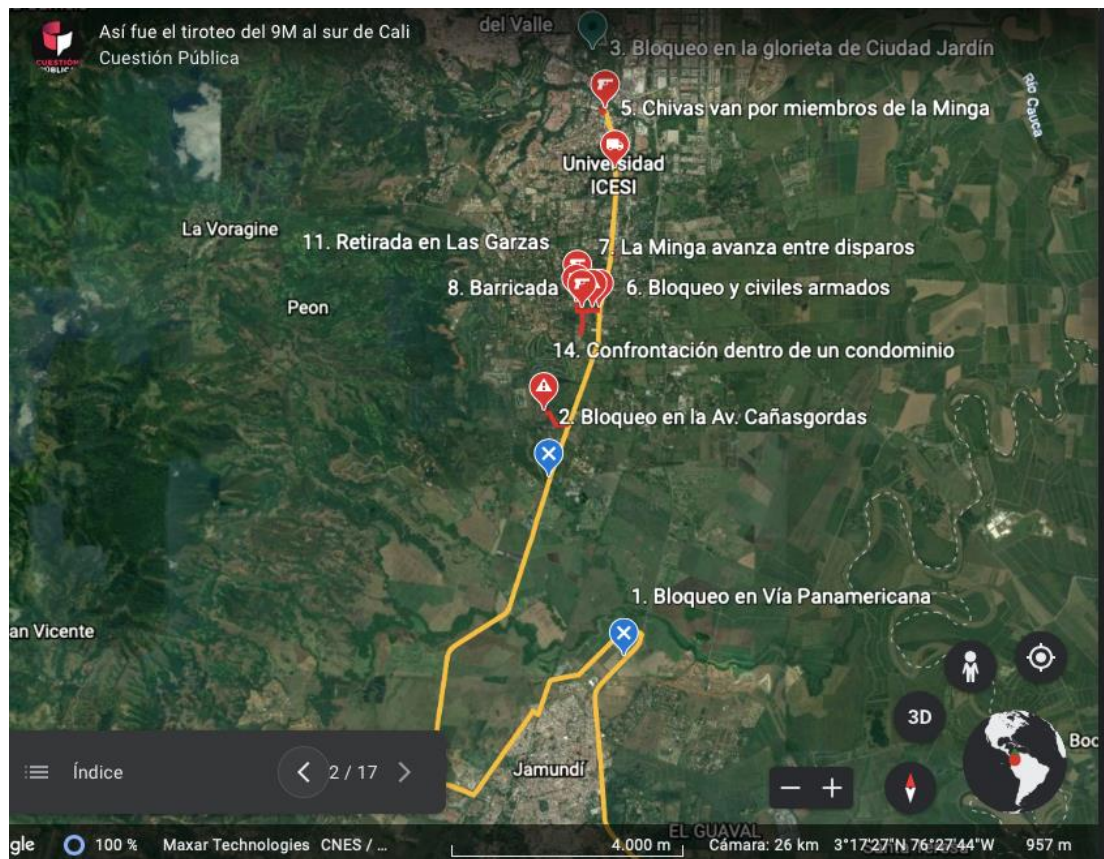 Así fue el tiroteo del 9M al sur de Cali
Cuestión Pública
CUESTIÓN
PÚBLICA
del Valle
3. Bloqueo en la glorieta de Ciudad Jardín
Río Cauca
5. Chivas van por miembros de la Minga
Universidad
ICESI
La Voragine
11. Retirada en Las Garzas
7. La Minga avanza entre disparos
Peon
8. Barricada
6. Bloqueo y civiles armados
14. Confrontación dentro de un condominio
2. Bloqueo en la Av. Cañasgordas
1. Bloqueo en Vía Panamericana
an Vicente
3D
Boc
Índice
2 / 17
Jamundí
EL GUAVAL
gle 100 % Maxar Technologies CNES / ... 4.000 m Cámara: 26 km 3°17'27"N 76°27'44"W 957 m